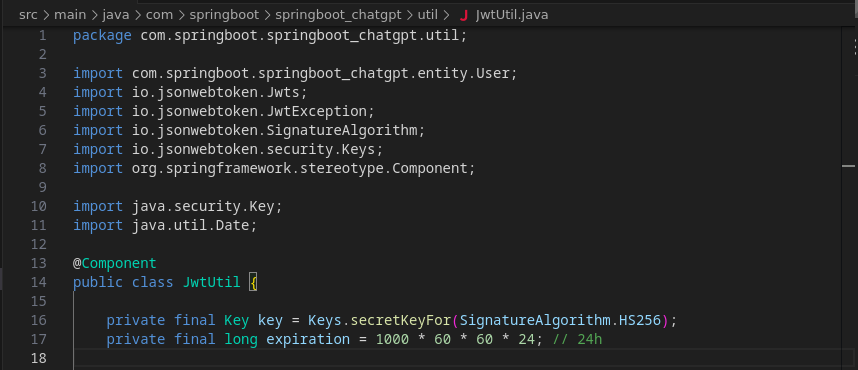 src > main > java > com > springboot > springboot_chatgpt > util > J JwtUtil.java
1 package com.springboot.springboot_chatgpt.util;
2
3 import com.springboot.springboot_chatgpt.entity.User;
4 import io.jsonwebtoken.Jwts;
5 import io.jsonwebtoken.JwtException;
6 import io.jsonwebtoken.SignatureAlgorithm;
7 import io.jsonwebtoken.security.Keys;
8 import org.springframework.stereotype.Component;
9
10 import java.security.Key;
11 import java.util.Date;
12
13 @Component
14 public class JwtUtil {
15
16     private final Key key = Keys.secretKeyFor(SignatureAlgorithm.HS256);
17     private final long expiration = 1000 * 60 * 60 * 24; // 24h
18